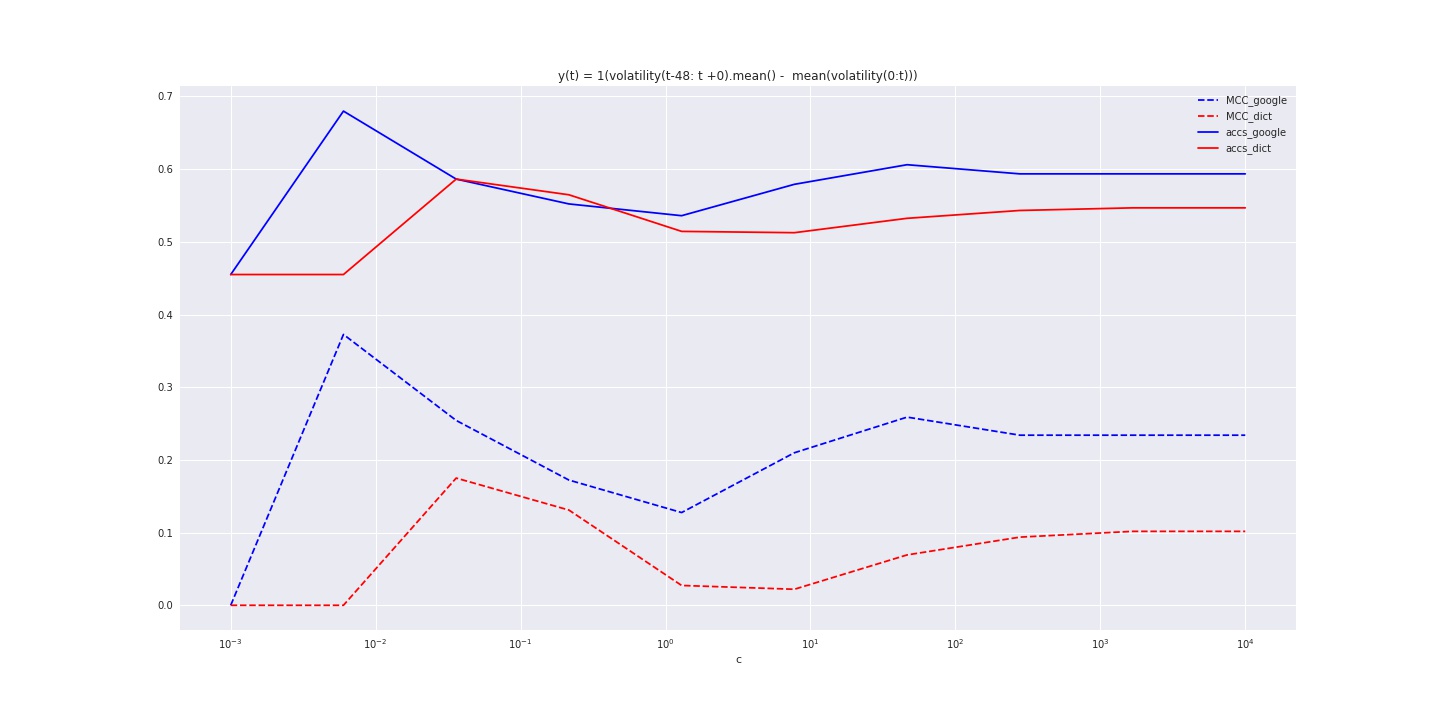 y(t) = 1(volatility(t-48: t +0).mean() -  mean(volatility(0:t)))
MCC_google
MCC_dict
accs_google
accs_dict
0.7
0.6
0.5
0.4
0.3
0.2
0.1
0.0
10⁻³ 10⁻² 10⁻¹ 10⁰ 10¹ 10² 10³ 10⁴
c